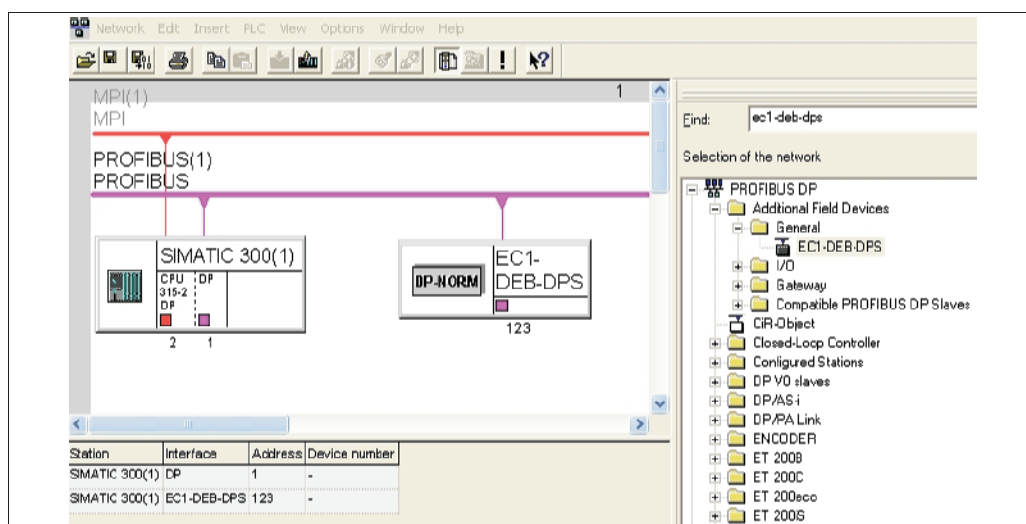 Network Edit Insert PLC View Options Window Help
MPI(1)
MPI
1
PROFIBUS(1)
PROFIBUS
SIMATIC 300(1)
CPU
315-2
DP
DP
2 1
DP-NORM
EC1-
DEB-DPS
123
Station Interface Address Device number
SIMATIC 300(1) DP 1 -
SIMATIC 300(1) EC1-DEB-DPS 123 -
Find: ec1-deb-dps
Selection of the network
PROFIBUS DP
Additional Field Devices
General
EC1-DEB-DPS
I/O
Gateway
Compatible PROFIBUS DP Slaves
CiR-Object
Closed-Loop Controller
Configured Stations
DP V0 slaves
DP/AS-i
DP/PA Link
ENCODER
ET 200B
ET 200C
ET 200eco
ET 200S